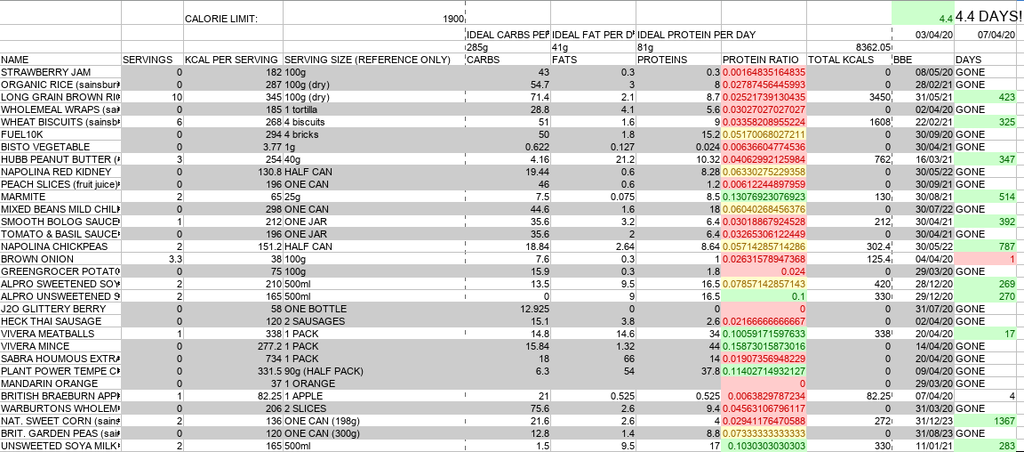 4.4 4.4 DAYS!
CALORIE LIMIT: 1900
IDEAL CARBS PER IDEAL FAT PER D IDEAL PROTEIN PER DAY 03/04/20 07/04/20
285g 41g 81g 8362.05
NAME SERVINGS KCAL PER SERVING SERVING SIZE (REFERENCE ONLY) CARBS FATS PROTEINS PROTEIN RATIO TOTAL KCALS BBE DAYS
STRAWBERRY JAM 0 182 100g 43 0.3 0.3 0.00164835164835 08/05/20 GONE
ORGANIC RICE (sainsbur 0 287 100g (dry) 54.7 3 8 0.02787456445993 28/02/21 GONE
LONG GRAIN BROWN RI 10 345 100g (dry) 71.4 2.1 8.7 0.02521739130435 3450 31/05/21 423
WHOLEMEAL WRAPS (sai 0 185 1 tortilla 28.8 4.1 5.6 0.03027027027027 02/04/20 GONE
WHEAT BISCUITS (sainsb 6 268 4 biscuits 51 1.6 9 0.03358208955224 1608 22/02/21 325
FUEL10K 0 294 4 bricks 50 1.8 15.2 0.05170068027211 30/09/20 GONE
BISTO VEGETABLE 0 3.77 1g 0.622 0.127 0.024 0.00636604774536 30/04/21 GONE
HUBB PEANUT BUTTER ( 3 254 40g 4.16 21.2 10.32 0.04062992125984 762 16/03/21 347
NAPOLINA RED KIDNEY 0 130.8 HALF CAN 19.44 0.6 8.28 0.06330275229358 30/05/22 GONE
PEACH SLICES (fruit juice) 0 196 ONE CAN 46 0.6 1.2 0.00612244897959 30/09/21 GONE
MARMITE 2 65 25g 7.5 0.075 8.5 0.13076923076923 130 30/08/21 514
MIXED BEANS MILD CHIL 0 298 ONE CAN 44.6 1.6 18 0.06040268456376 30/07/22 GONE
SMOOTH BOLOG SAUCE 1 212 ONE JAR 35.6 3.2 6.4 0.03018867924528 212 30/04/21 392
TOMATO & BASIL SAUCE 0 196 ONE JAR 35.6 2 6.4 0.03265306122449 30/04/21 GONE
NAPOLINA CHICKPEAS 2 151.2 HALF CAN 18.84 2.64 8.64 0.05714285714286 302.4 30/05/22 787
BROWN ONION 3.3 38 100g 7.6 0.3 1 0.02631578947368 125.4 04/04/20 1
GREENGROCER POTAT 0 75 100g 15.9 0.3 1.8 0.024 29/03/20 GONE
ALPRO SWEETENED SOY 2 210 500ml 13.5 9.5 16.5 0.07857142857143 420 28/12/20 269
ALPRO UNSWEETENED S 2 165 500ml 0 9 16.5 0.1 330 29/12/20 270
J2O GLITTERY BERRY 0 58 ONE BOTTLE 12.925 0 0 0 31/07/20 GONE
HECK THAI SAUSAGE 0 120 2 SAUSAGES 15.1 3.8 2.6 0.02166666666667 02/04/20 GONE
VIVERA MEATBALLS 1 338 1 PACK 14.8 14.6 34 0.10059171597633 338 20/04/20 17
VIVERA MINCE 0 277.2 1 PACK 15.84 1.32 44 0.15873015873016 14/04/20 GONE
SABRA HOUMOUS EXTRA 0 734 1 PACK 18 66 14 0.01907356948229 20/04/20 GONE
PLANT POWER TEMPE C 0 331.5 90g (HALF PACK) 6.3 54 37.8 0.11402714932127 09/04/20 GONE
MANDARIN ORANGE 0 37 1 ORANGE 0 29/03/20 GONE
BRITISH BRAEBURN APP 1 82.25 1 APPLE 21 0.525 0.525 0.0063829787234 82.25 07/04/20 4
WARBURTONS WHOLEM 0 206 2 SLICES 75.6 2.6 9.4 0.04563106796117 31/03/20 GONE
NAT. SWEET CORN (sains 2 136 ONE CAN (198g) 21.6 2.6 4 0.02941176470588 272 31/12/23 1367
BRIT. GARDEN PEAS (sai 0 120 ONE CAN (300g) 12.8 1.4 8.8 0.07333333333333 31/08/23 GONE
UNSWEETED SOYA MILK 2 165 500ml 1.5 9.5 17 0.1030303030303 330 11/01/21 283